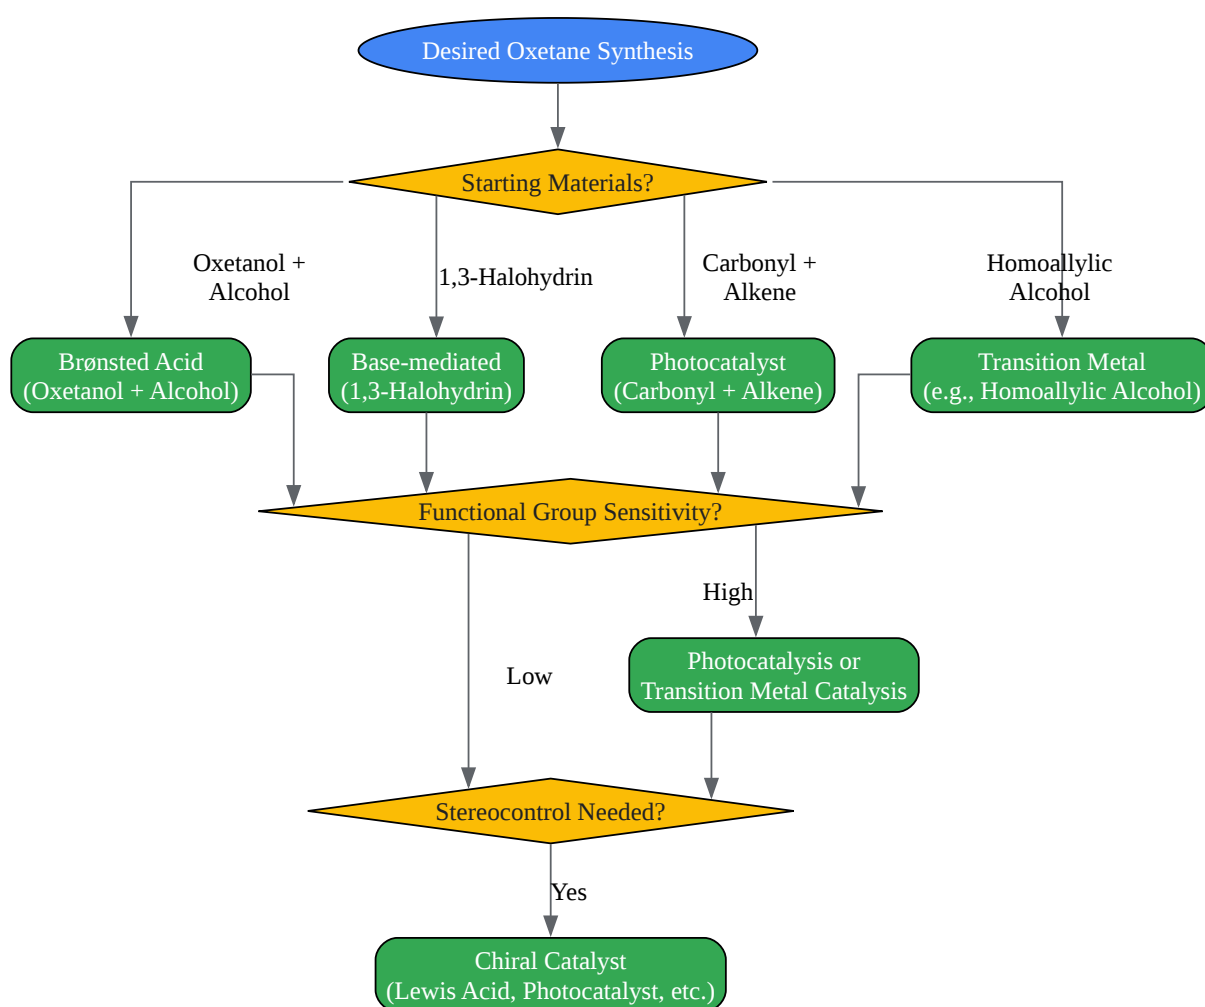 Desired Oxetane Synthesis
Starting Materials?
Oxetanol +
Alcohol
1,3-Halohydrin
Carbonyl +
Alkene
Homoallylic
Alcohol
Brønsted Acid
(Oxetanol + Alcohol)
Base-mediated
(1,3-Halohydrin)
Photocatalyst
(Carbonyl + Alkene)
Transition Metal
(e.g., Homoallylic Alcohol)
Functional Group Sensitivity?
High
Low
Photocatalysis or
Transition Metal Catalysis
Stereocontrol Needed?
Yes
Chiral Catalyst
(Lewis Acid, Photocatalyst, etc.)